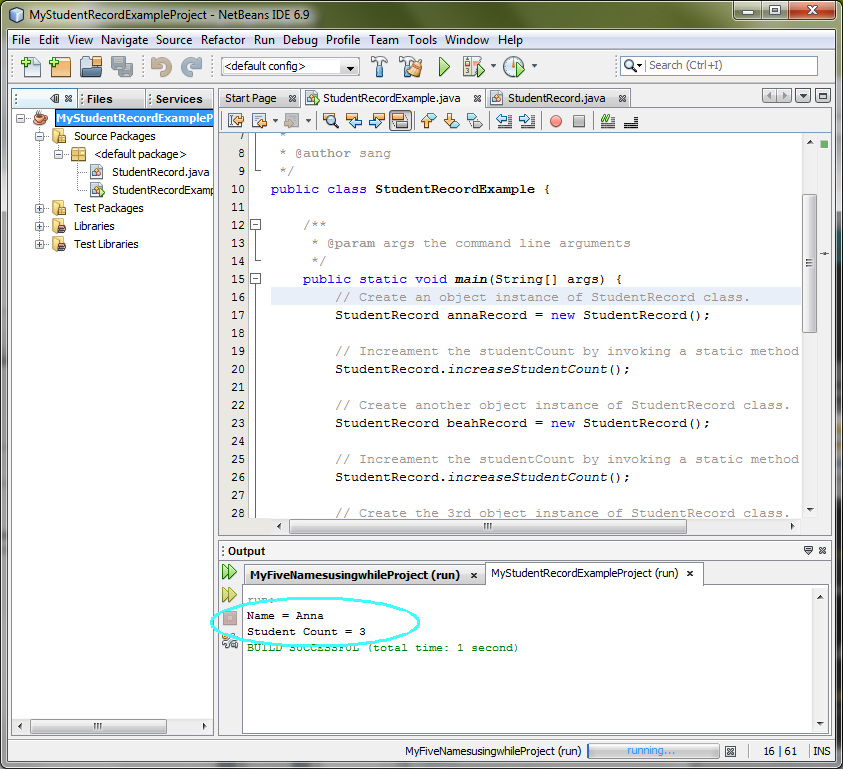 MyStudentRecordExampleProject - NetBeans IDE 6.9
File Edit View Navigate Source Refactor Run Debug Profile Team Tools Window Help
<default config>
Search (Ctrl+I)
Files
Services
MyStudentRecordExampleP
Source Packages
<default package>
StudentRecord.java
StudentRecordExamp
Test Packages
Libraries
Test Libraries
Start Page
StudentRecordExample.java
StudentRecord.java
7 *
8 * @author sang
9 */
10 public class StudentRecordExample {
11
12 /**
13 * @param args the command line arguments
14 */
15 public static void main(String[] args) {
16 // Create an object instance of StudentRecord class.
17 StudentRecord annaRecord = new StudentRecord();
18
19 // Increament the studentCount by invoking a static method
20 StudentRecord.increaseStudentCount();
21
22 // Create another object instance of StudentRecord class.
23 StudentRecord beahRecord = new StudentRecord();
24
25 // Increament the studentCount by invoking a static method
26 StudentRecord.increaseStudentCount();
27
28 // Create the 3rd object instance of StudentRecord class.
Output
MyFiveNamesusingwhileProject (run)
MyStudentRecordExampleProject (run)
run:
Name = Anna
Student Count = 3
BUILD SUCCESSFUL (total time: 1 second)
MyFiveNamesusingwhileProject (run)
running...
16 | 61
INS